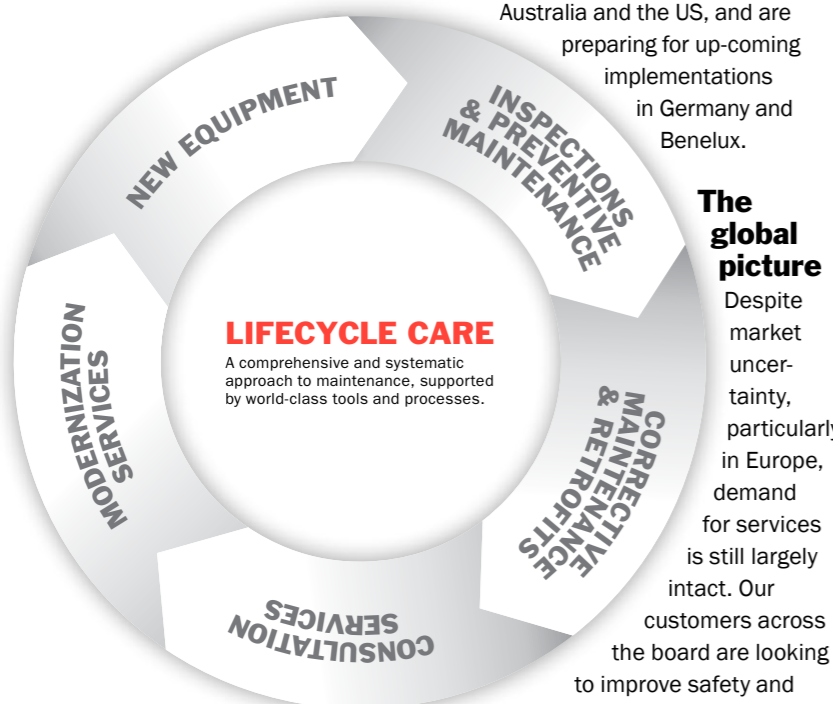 NEW EQUIPMENT
INSPECTIONS
& PREVENTIVE
MAINTENANCE
CORRECTIVE
MAINTENANCE
& RETROFITS
CONSULTATION
SERVICES
MODERNIZATION
SERVICES
LIFECYCLE CARE
A comprehensive and systematic
approach to maintenance, supported
by world-class tools and processes.
Australia and the US, and are
preparing for up-coming
implementations
in Germany and
Benelux.
The
global
picture
Despite
market
uncer-
tainty,
particularly
in Europe,
demand
for services
is still largely
intact. Our
customers across
the board are looking
to improve safety and